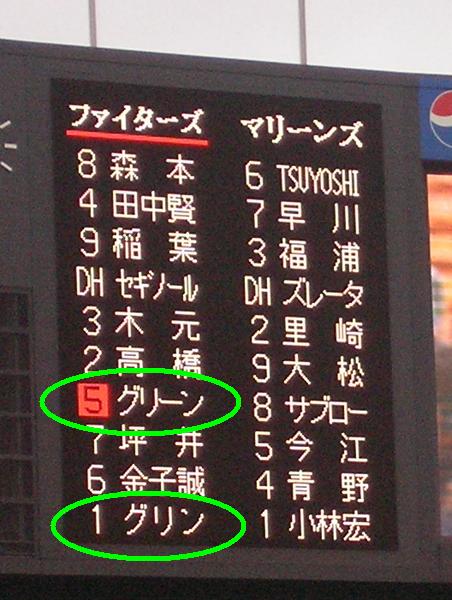 ファイターズ
8 森 本
4 田中賢
9 稲 葉
DH セギノール
3 木 元
2 高 橋
5 グリーン
7 坪 井
6 金子誠
1 グリン
マリーンズ
6 TSUYOSHI
7 早 川
3 福 浦
DH ズレータ
2 里 崎
9 大 松
8 サブロー
5 今 江
4 青 野
1 小林宏